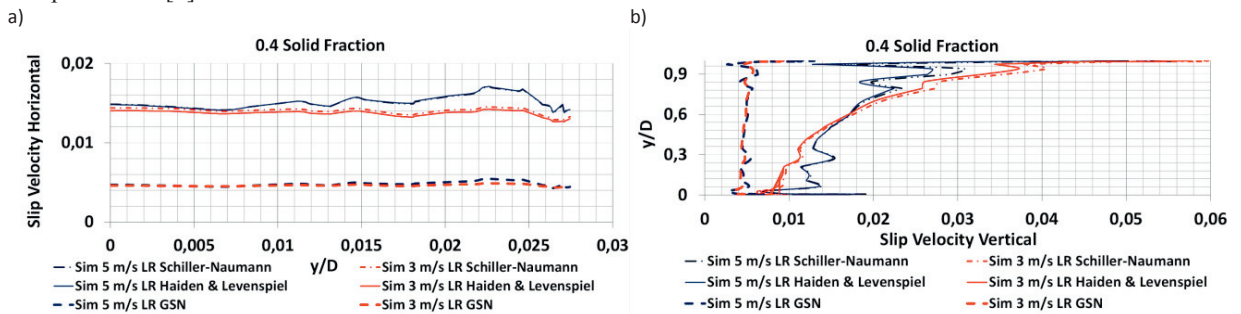 a)
0.4 Solid Fraction
Slip Velocity Horizontal
0,02
0,01
0
0
0,005
0,01
0,015
0,02
0,025
0,03
y/D
Sim 5 m/s LR Schiller-Naumann
Sim 3 m/s LR Schiller-Naumann
Sim 5 m/s LR Haiden & Levenspiel
Sim 3 m/s LR Haiden & Levenspiel
Sim 5 m/s LR GSN
Sim 3 m/s LR GSN
b)
0.4 Solid Fraction
y/D
0,9
0,6
0,3
0
0
0,01
0,02
0,03
0,04
0,05
0,06
Slip Velocity Vertical
Sim 5 m/s LR Schiller-Naumann
Sim 3 m/s LR Schiller-Naumann
Sim 5 m/s LR Haiden & Levenspiel
Sim 3 m/s LR Haiden & Levenspiel
Sim 5 m/s LR GSN
Sim 3 m/s LR GSN